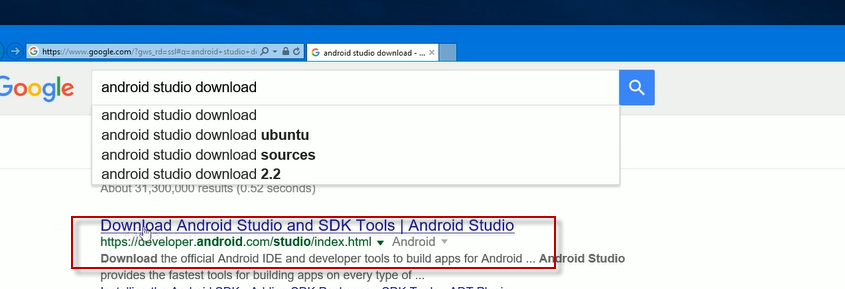 https://www.google.com/?gws_rd=ssl#q=android+studio+d
android studio download - ...
Google
android studio download
android studio download
android studio download ubuntu
android studio download sources
android studio download 2.2
About 31,300,000 results (0.52 seconds)
Download Android Studio and SDK Tools | Android Studio
https://developer.android.com/studio/index.html Android
Download the official Android IDE and developer tools to build apps for Android ... Android Studio
provides the fastest tools for building apps on every type of ...